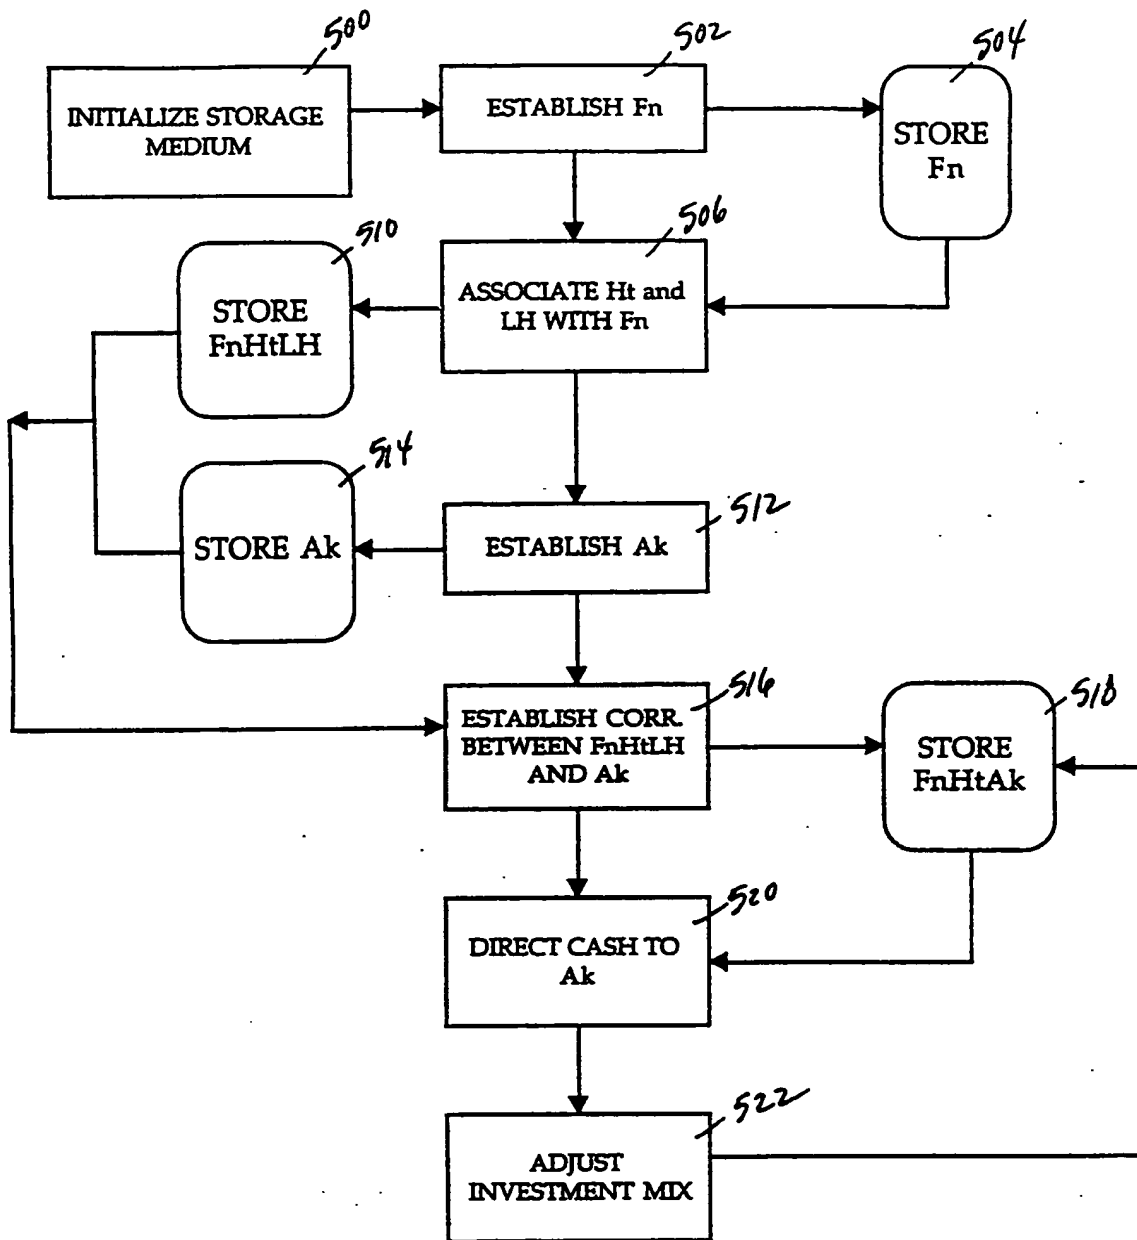 500
INITIALIZE STORAGE
MEDIUM
502
ESTABLISH Fn
504
STORE
Fn
506
ASSOCIATE Ht and
LH WITH Fn
510
STORE
FnHtLH
512
ESTABLISH Ak
514
STORE Ak
516
ESTABLISH CORR.
BETWEEN FnHtLH
AND Ak
518
STORE
FnHtAk
520
DIRECT CASH TO
Ak
522
ADJUST
INVESTMENT MIX